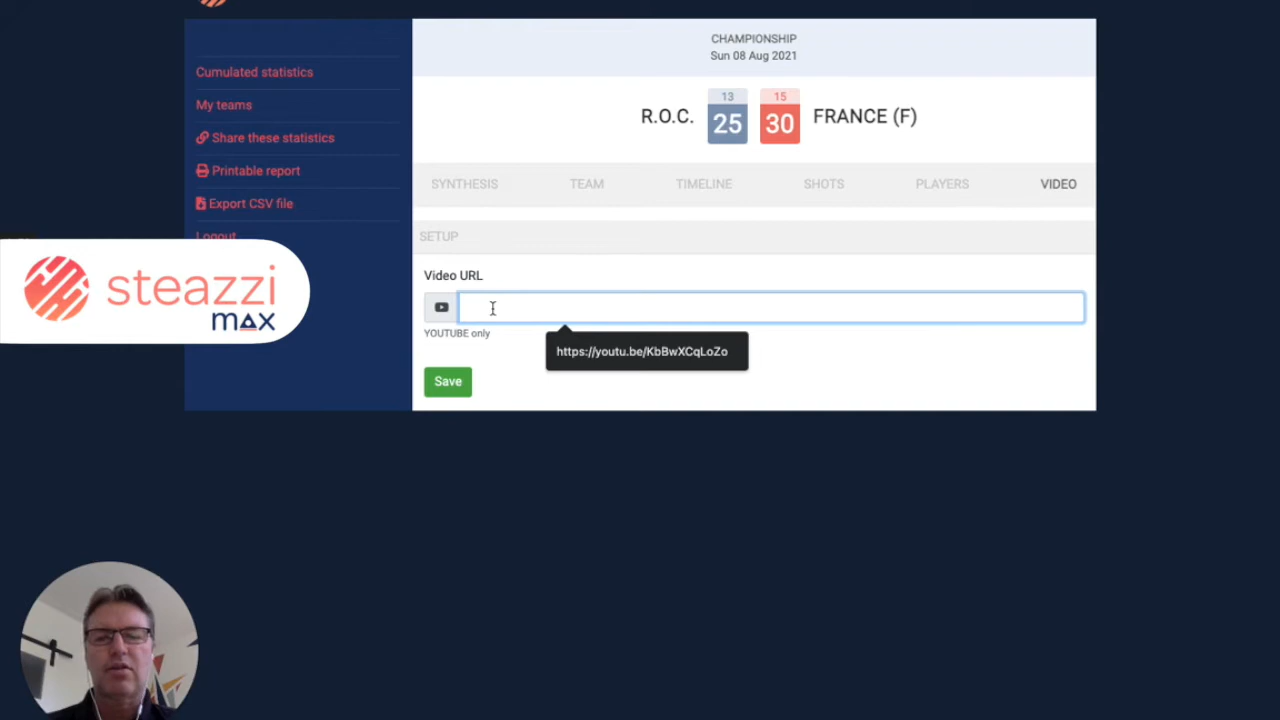 CHAMPIONSHIP
Sun 08 Aug 2021
Cumulated statistics
My teams
Share these statistics
Printable report
Export CSV file
Logout
13 15
R.O.C. 25 30 FRANCE (F)
SYNTHESIS TEAM TIMELINE SHOTS PLAYERS VIDEO
SETUP
Video URL
YOUTUBE only
https://youtu.be/KbBwXCqLoZo
Save
steazzi
max